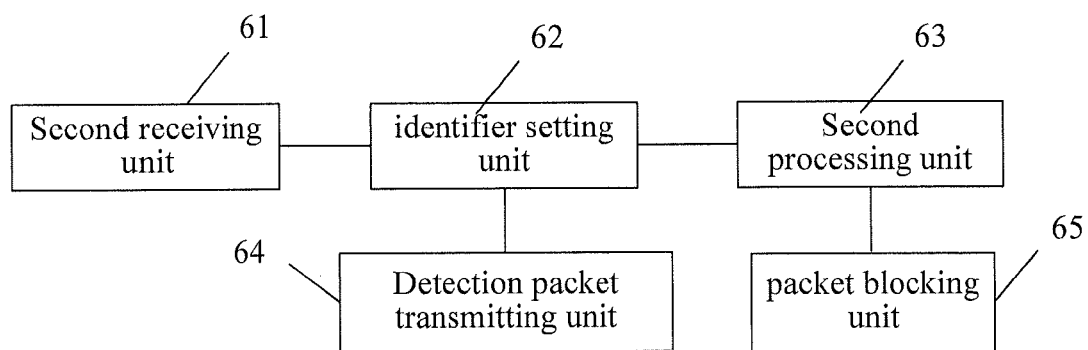 61
62
63
Second receiving
unit
identifier setting
unit
Second
processing unit
64
65
Detection packet
transmitting unit
packet blocking
unit